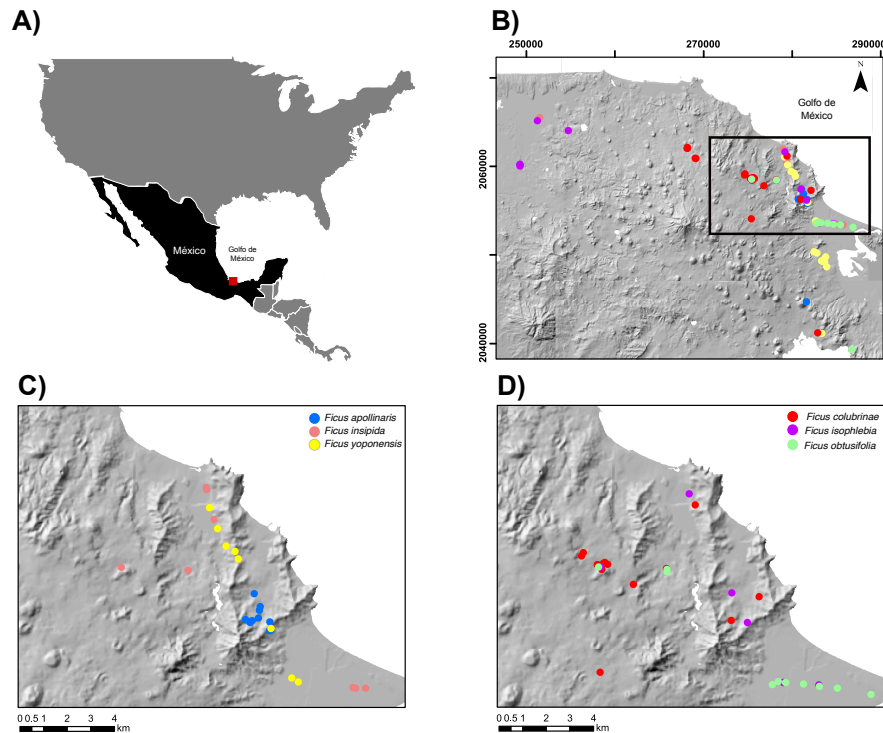 A)
México
Golfo de
México
B)
250000
270000
290000
N
Golfo de
México
2060000
2040000
C)
Ficus apollinaris
Ficus insipida
Ficus yoponensis
0 0.5 1 2 3 4
km
D)
Ficus colubrinae
Ficus isophlebia
Ficus obtusifolia
0 0.5 1 2 3 4
km